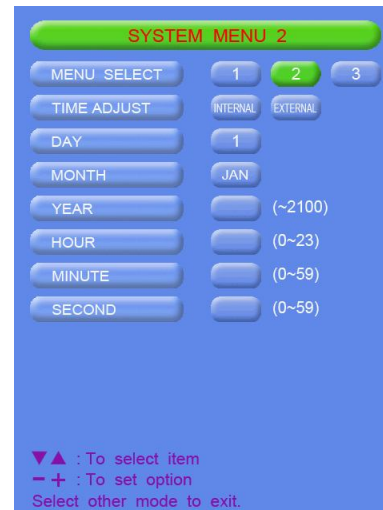 SYSTEM MENU 2
MENU SELECT 1 2 3
TIME ADJUST INTERNAL EXTERNAL
DAY 1
MONTH JAN
YEAR (~2100)
HOUR (0~23)
MINUTE (0~59)
SECOND (0~59)
▼▲ : To select item
− + : To set option
Select other mode to exit.